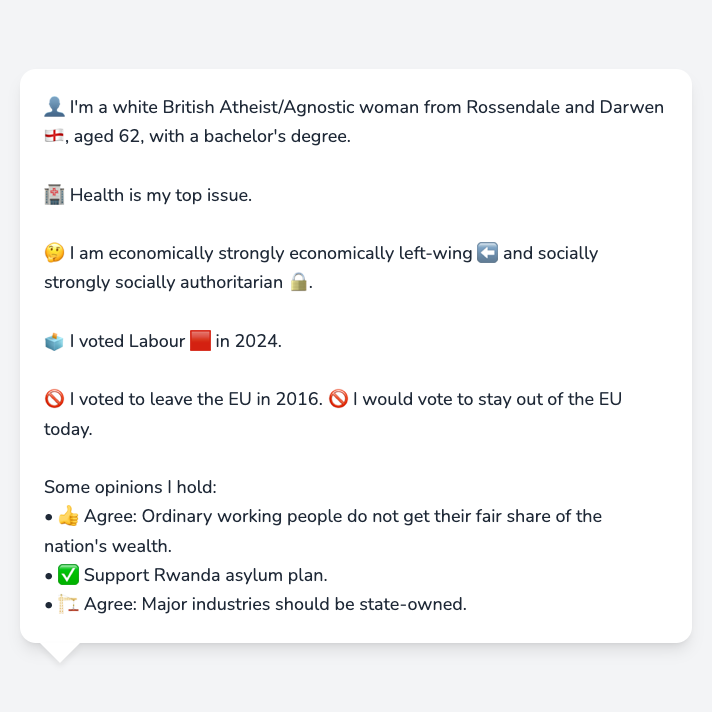 👤 I'm a white British Atheist/Agnostic woman from Rossendale and Darwen
🏴󠁧󠁢󠁥󠁮󠁧󠁿, aged 62, with a bachelor's degree.
🏥 Health is my top issue.
🤔 I am economically strongly economically left-wing ⬅️ and socially
strongly socially authoritarian 🔒.
🗳️ I voted Labour 🟥 in 2024.
🚫 I voted to leave the EU in 2016. 🚫 I would vote to stay out of the EU
today.
Some opinions I hold:
• 👍 Agree: Ordinary working people do not get their fair share of the
nation's wealth.
• ✅ Support Rwanda asylum plan.
• 🏗️ Agree: Major industries should be state-owned.